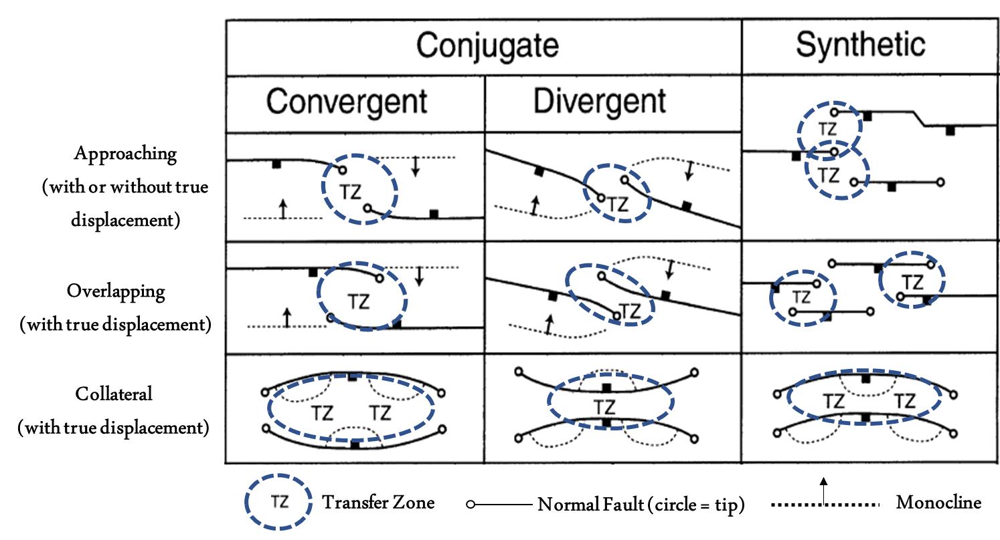 Conjugate
Synthetic
Convergent
Divergent
TZ
TZ
Approaching
(with or without true
displacement)
TZ
TZ
Overlapping
(with true displacement)
TZ
TZ
TZ
TZ
Collateral
(with true displacement)
TZ TZ
TZ
TZ TZ
TZ Transfer Zone
Normal Fault (circle = tip)
Monocline